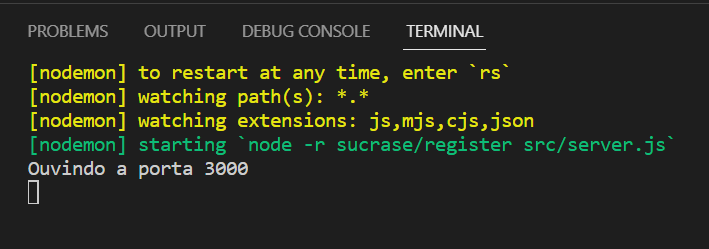 PROBLEMS OUTPUT DEBUG CONSOLE TERMINAL
[nodemon] to restart at any time, enter `rs`
[nodemon] watching path(s): *.*
[nodemon] watching extensions: js,mjs,cjs,json
[nodemon] starting `node -r sucrase/register src/server.js`
Ouvindo a porta 3000